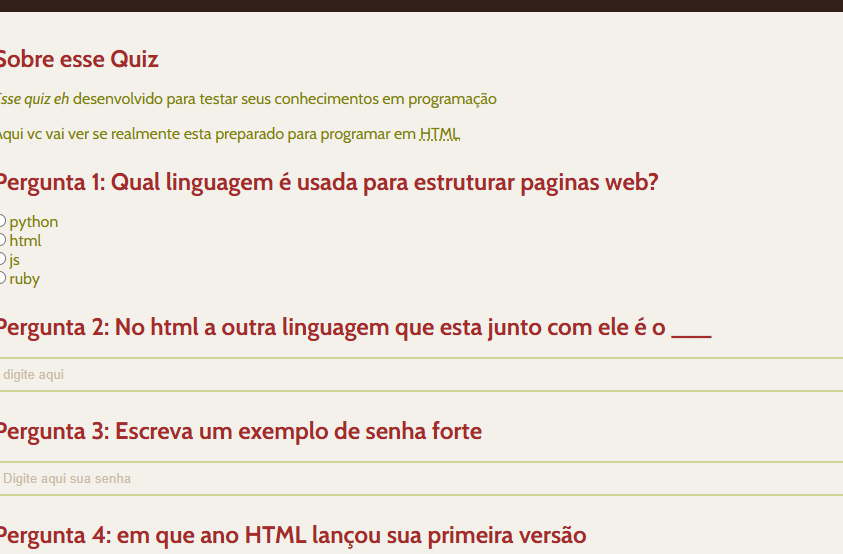 Sobre esse Quiz
Esse quiz eh desenvolvido para testar seus conhecimentos em programação
Aqui vc vai ver se realmente esta preparado para programar em HTML
Pergunta 1: Qual linguagem é usada para estruturar paginas web?
python
html
js
ruby
Pergunta 2: No html a outra linguagem que esta junto com ele é o ____
digite aqui
Pergunta 3: Escreva um exemplo de senha forte
Digite aqui sua senha
Pergunta 4: em que ano HTML lançou sua primeira versão